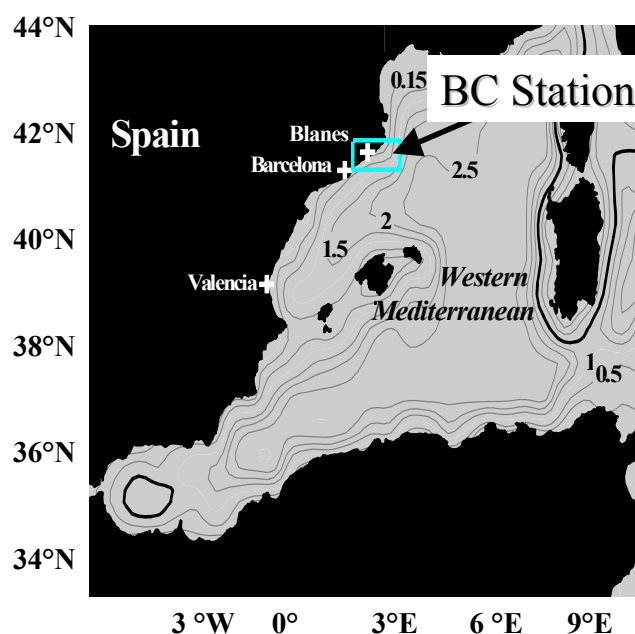 44°N
0.15
BC Station
42°N
Spain
Blanes
Barcelona
2.5
40°N
2
1.5
Valencia
Western
Mediterranean
38°N
1
0.5
36°N
34°N
3 °W 0° 3°E 6 °E 9°E